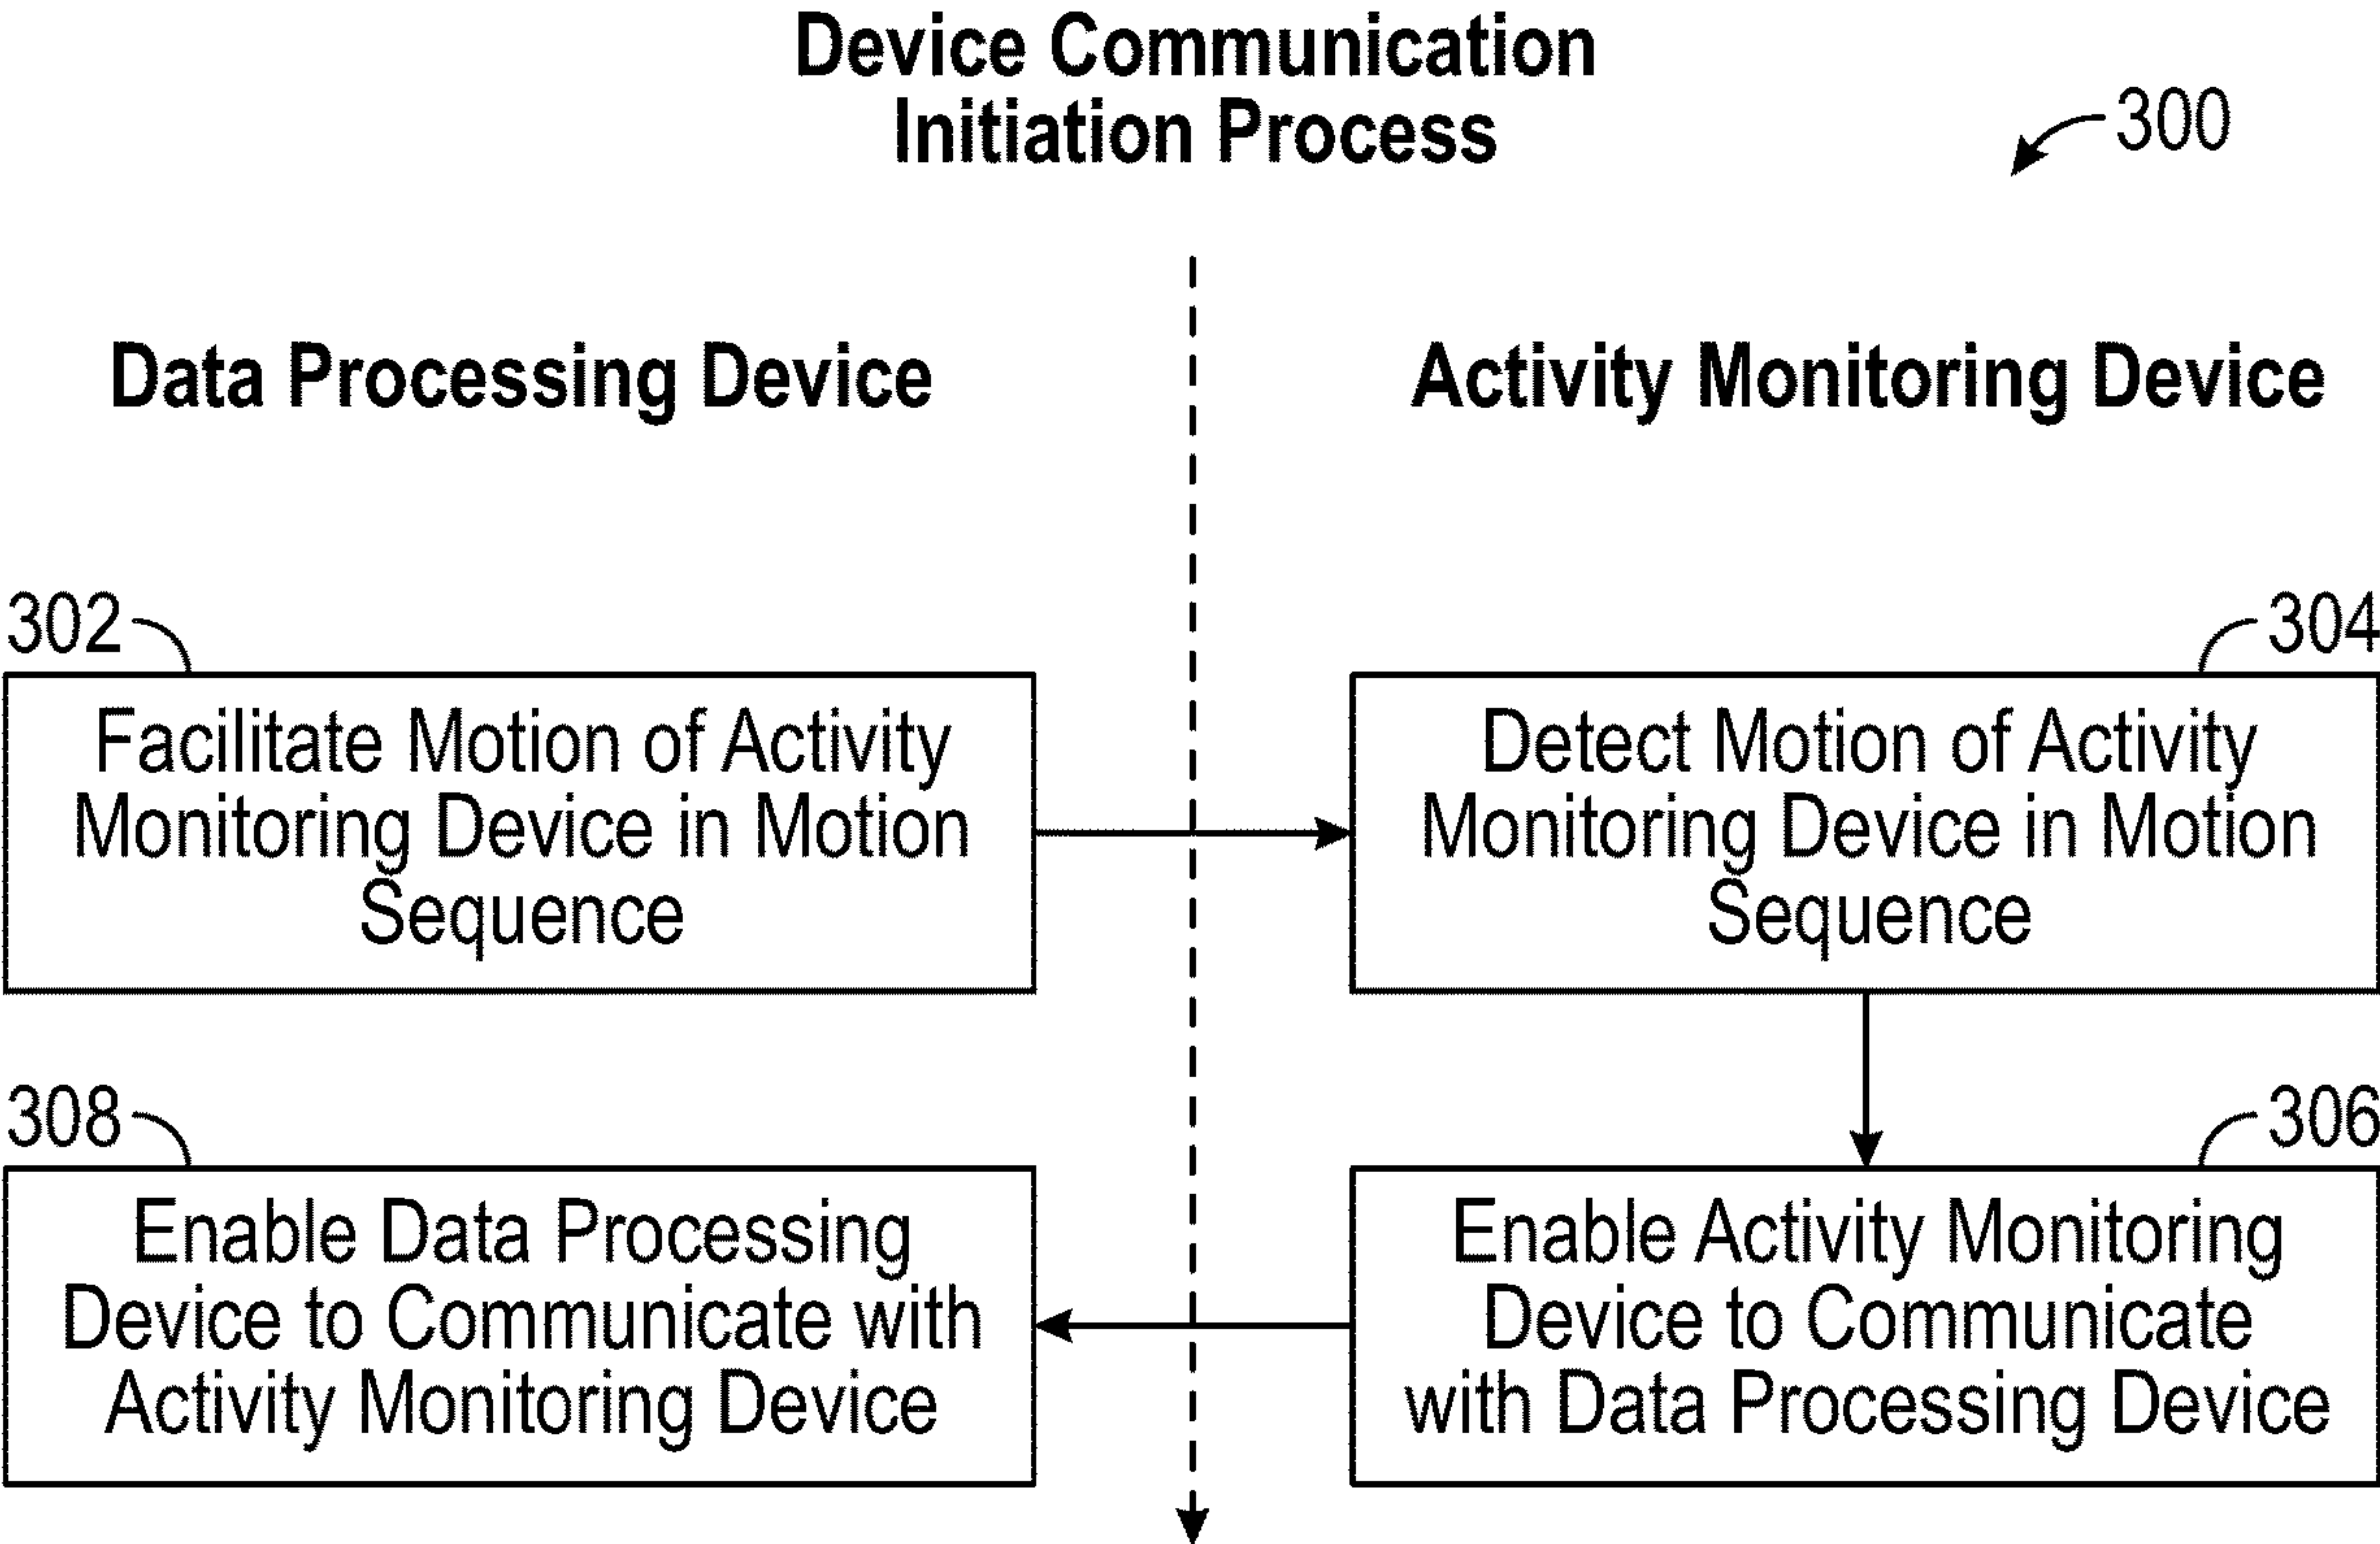 Device Communication
Initiation Process
300
Data Processing Device
Activity Monitoring Device
302
Facilitate Motion of Activity
Monitoring Device in Motion
Sequence
304
Detect Motion of Activity
Monitoring Device in Motion
Sequence
308
Enable Data Processing
Device to Communicate with
Activity Monitoring Device
306
Enable Activity Monitoring
Device to Communicate
with Data Processing Device